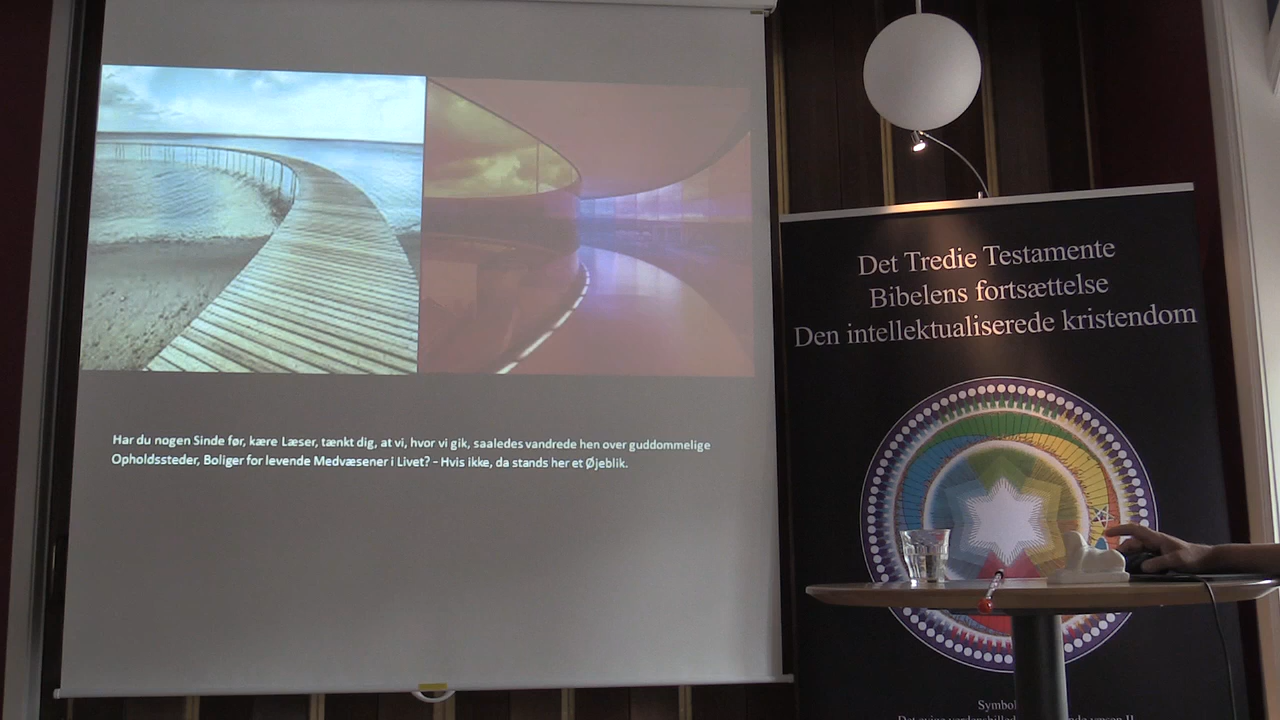 Har du nogen Sinde før, kære Læser, tænkt dig, at vi, hvor vi gik, saaledes vandrede hen over guddommelige
Opholdssteder, Boliger for levende Medvæsener i Livet? - Hvis ikke, da stands her et Øjeblik.
Det Tredie Testamente
Bibelens fortsættelse
Den intellektualiserede kristendom
Symbol